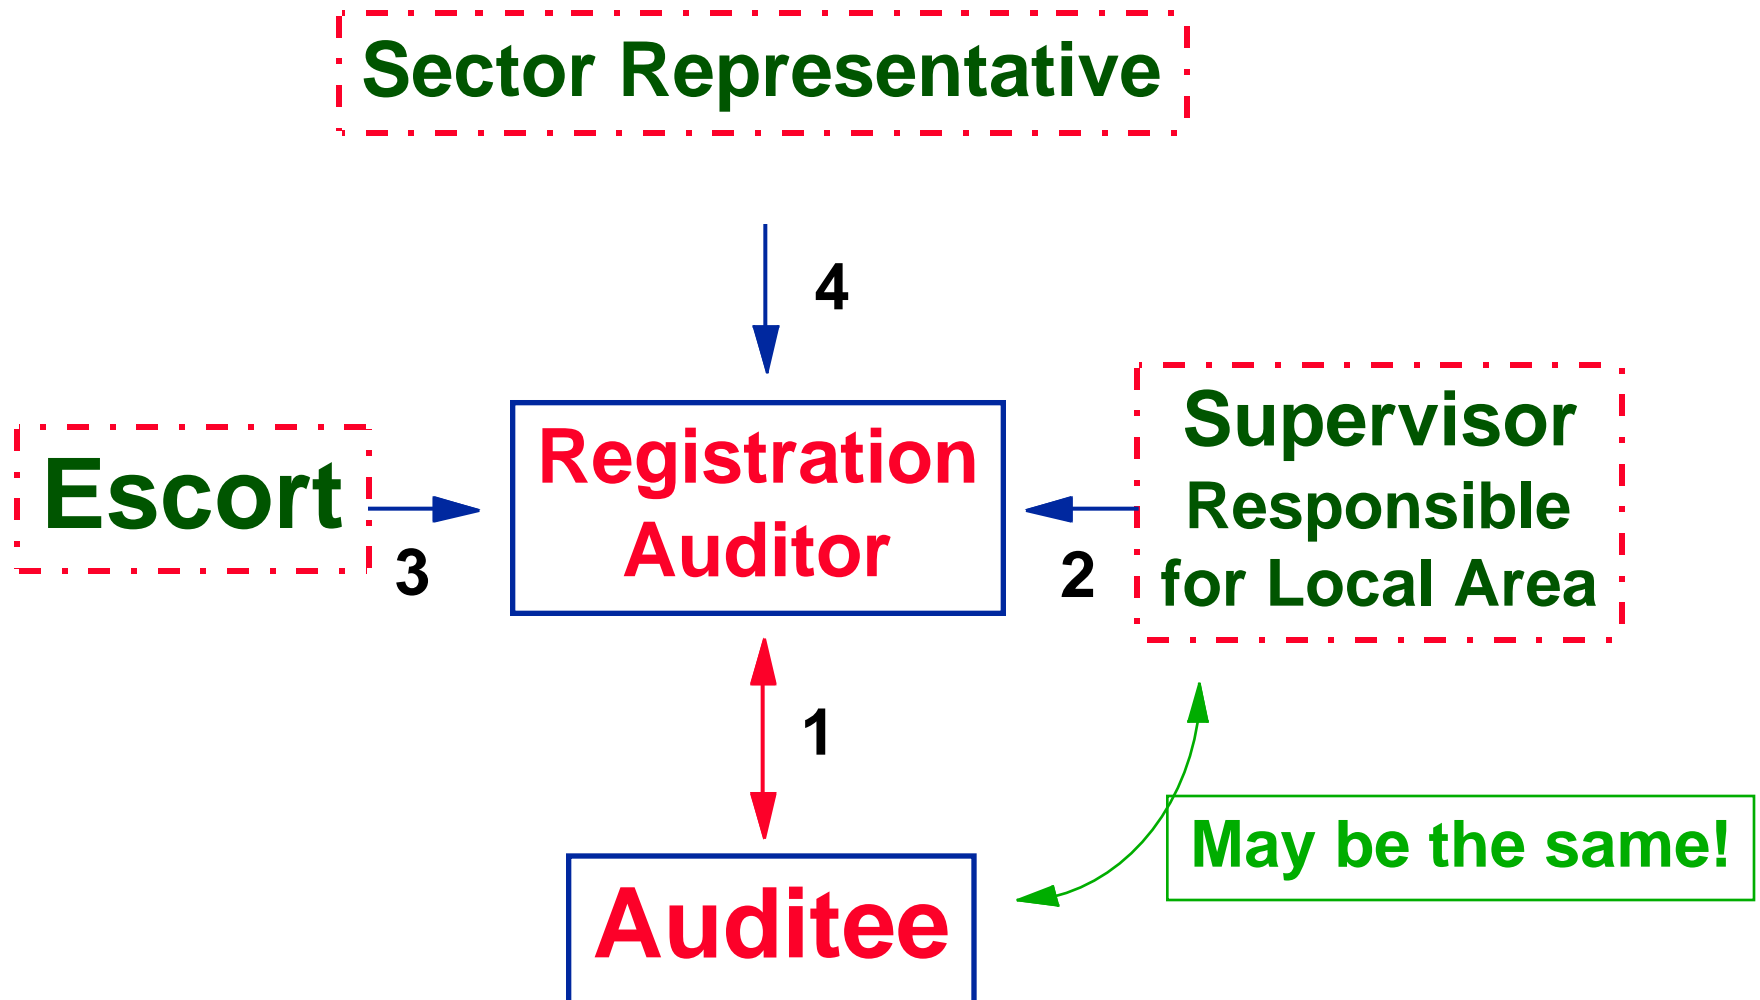 Sector Representative
4
Registration
Auditor
Escort
3
Supervisor
Responsible
for Local Area
2
1
May be the same!
Auditee